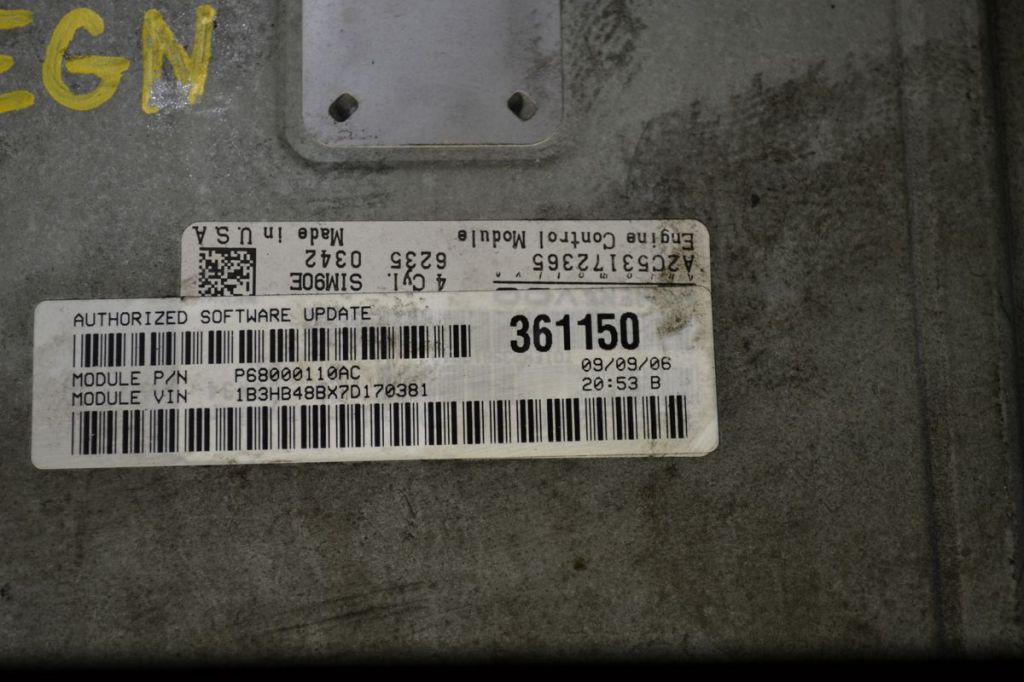 EGN
Engine Control Module Made in U.S.A
A2C53172365 6235 0342
4 Cyl. SIM90E
AUTHORIZED SOFTWARE UPDATE
361150
MODULE P/N P68000110AC 09/09/06
MODULE VIN 1B3HB48BX7D170381 20:53 B